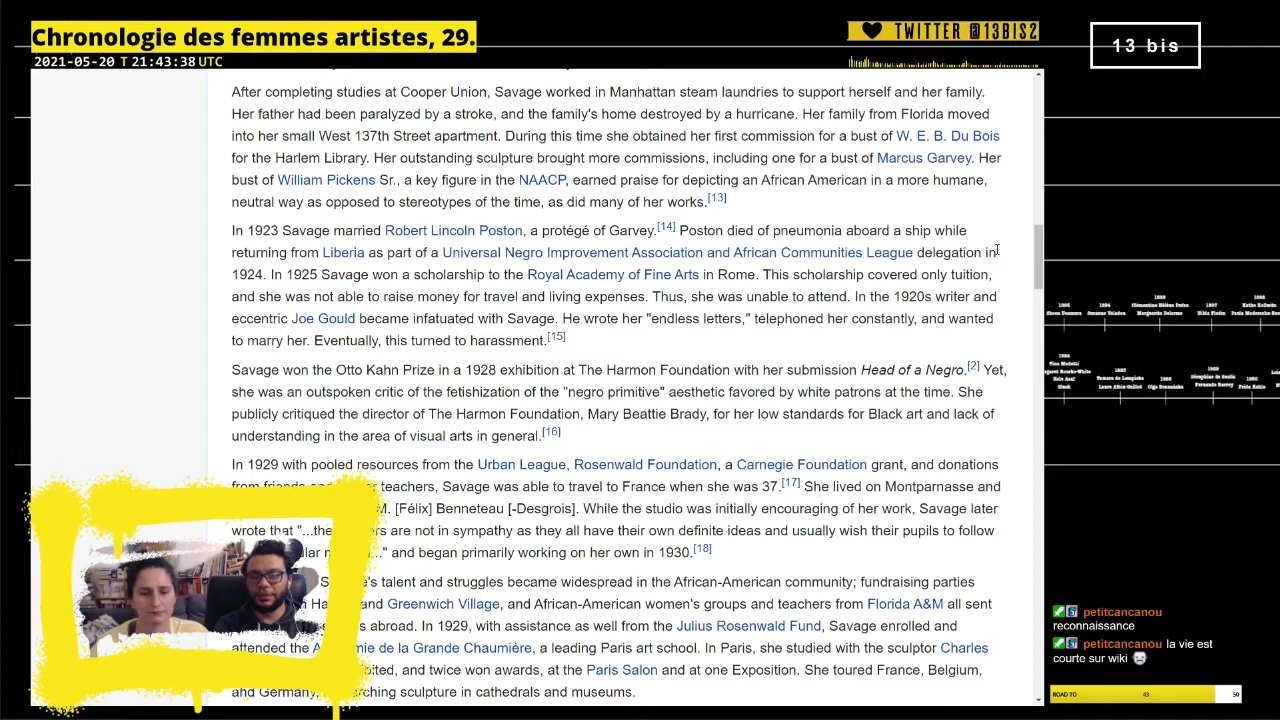 Chronologie des femmes artistes, 29.
2021-05-20 T 21:43:38 UTC
TWITTER @13BIS2
13 bis
After completing studies at Cooper Union, Savage worked in Manhattan steam laundries to support herself and her family.
Her father had been paralyzed by a stroke, and the family's home destroyed by a hurricane. Her family from Florida moved
into her small West 137th Street apartment. During this time she obtained her first commission for a bust of W. E. B. Du Bois
for the Harlem Library. Her outstanding sculpture brought more commissions, including one for a bust of Marcus Garvey. Her
bust of William Pickens Sr., a key figure in the NAACP, earned praise for depicting an African American in a more humane,
neutral way as opposed to stereotypes of the time, as did many of her works.[13]
In 1923 Savage married Robert Lincoln Poston, a protégé of Garvey.[14] Poston died of pneumonia aboard a ship while
returning from Liberia as part of a Universal Negro Improvement Association and African Communities League delegation in
1924. In 1925 Savage won a scholarship to the Royal Academy of Fine Arts in Rome. This scholarship covered only tuition,
and she was not able to raise money for travel and living expenses. Thus, she was unable to attend. In the 1920s writer and
eccentric Joe Gould became infatuated with Savage. He wrote her "endless letters," telephoned her constantly, and wanted
to marry her. Eventually, this turned to harassment.[15]
Savage won the Otto Kahn Prize in a 1928 exhibition at The Harmon Foundation with her submission Head of a Negro.[2] Yet,
she was an outspoken critic of the fetishization of the "negro primitive" aesthetic favored by white patrons at the time. She
publicly critiqued the director of The Harmon Foundation, Mary Beattie Brady, for her low standards for Black art and lack of
understanding in the area of visual arts in general.[16]
In 1929 with pooled resources from the Urban League, Rosenwald Foundation, a Carnegie Foundation grant, and donations
from teachers, Savage was able to travel to France when she was 37.[17] She lived on Montparnasse and
M. [Félix] Benneteau [-Desgrois]. While the studio was initially encouraging of her work, Savage later
wrote that "...the are not in sympathy as they all have their own definite ideas and usually wish their pupils to follow
" and began primarily working on her own in 1930.[18]
talent and struggles became widespread in the African-American community; fundraising parties
and Greenwich Village, and African-American women's groups and teachers from Florida A&M all sent
abroad. In 1929, with assistance as well from the Julius Rosenwald Fund, Savage enrolled and
attended the de la Grande Chaumière, a leading Paris art school. In Paris, she studied with the sculptor Charles
and twice won awards, at the Paris Salon and at one Exposition. She toured France, Belgium,
and Germany, sculpture in cathedrals and museums.
1894
Suzanne Valadon
1897
Hilda Flodin
1898
1926
Frida Kahlo
petitcancanou
reconnaissance
petitcancanou la vie est
courte sur wiki
ROAD TO 43 50